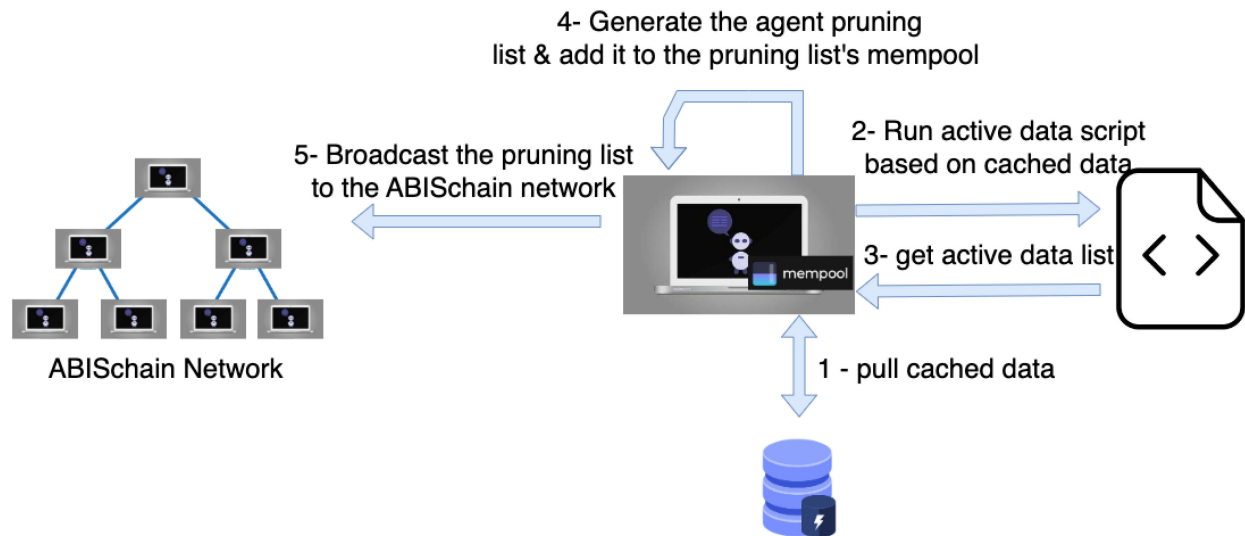 4- Generate the agent pruning
list & add it to the pruning list's mempool
2- Run active data script
based on cached data
5- Broadcast the pruning list
to the ABISchain network
3- get active data list
mempool
1 - pull cached data
ABISchain Network